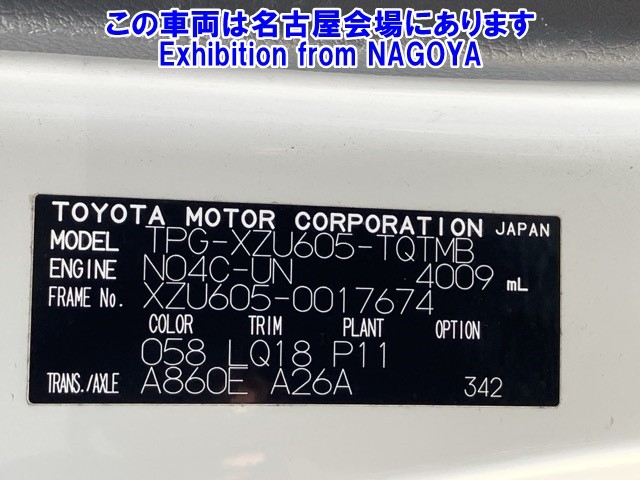 この車両は名古屋会場にあります
Exhibition from NAGOYA
TOYOTA MOTOR CORPORATION JAPAN
MODEL TPG-XZU605-TQTMB
ENGINE N04C-UN 4009 mL
FRAME No. XZU605-0017674
COLOR TRIM PLANT OPTION
058 LQ18 P11
TRANS./AXLE A860E A26A 342